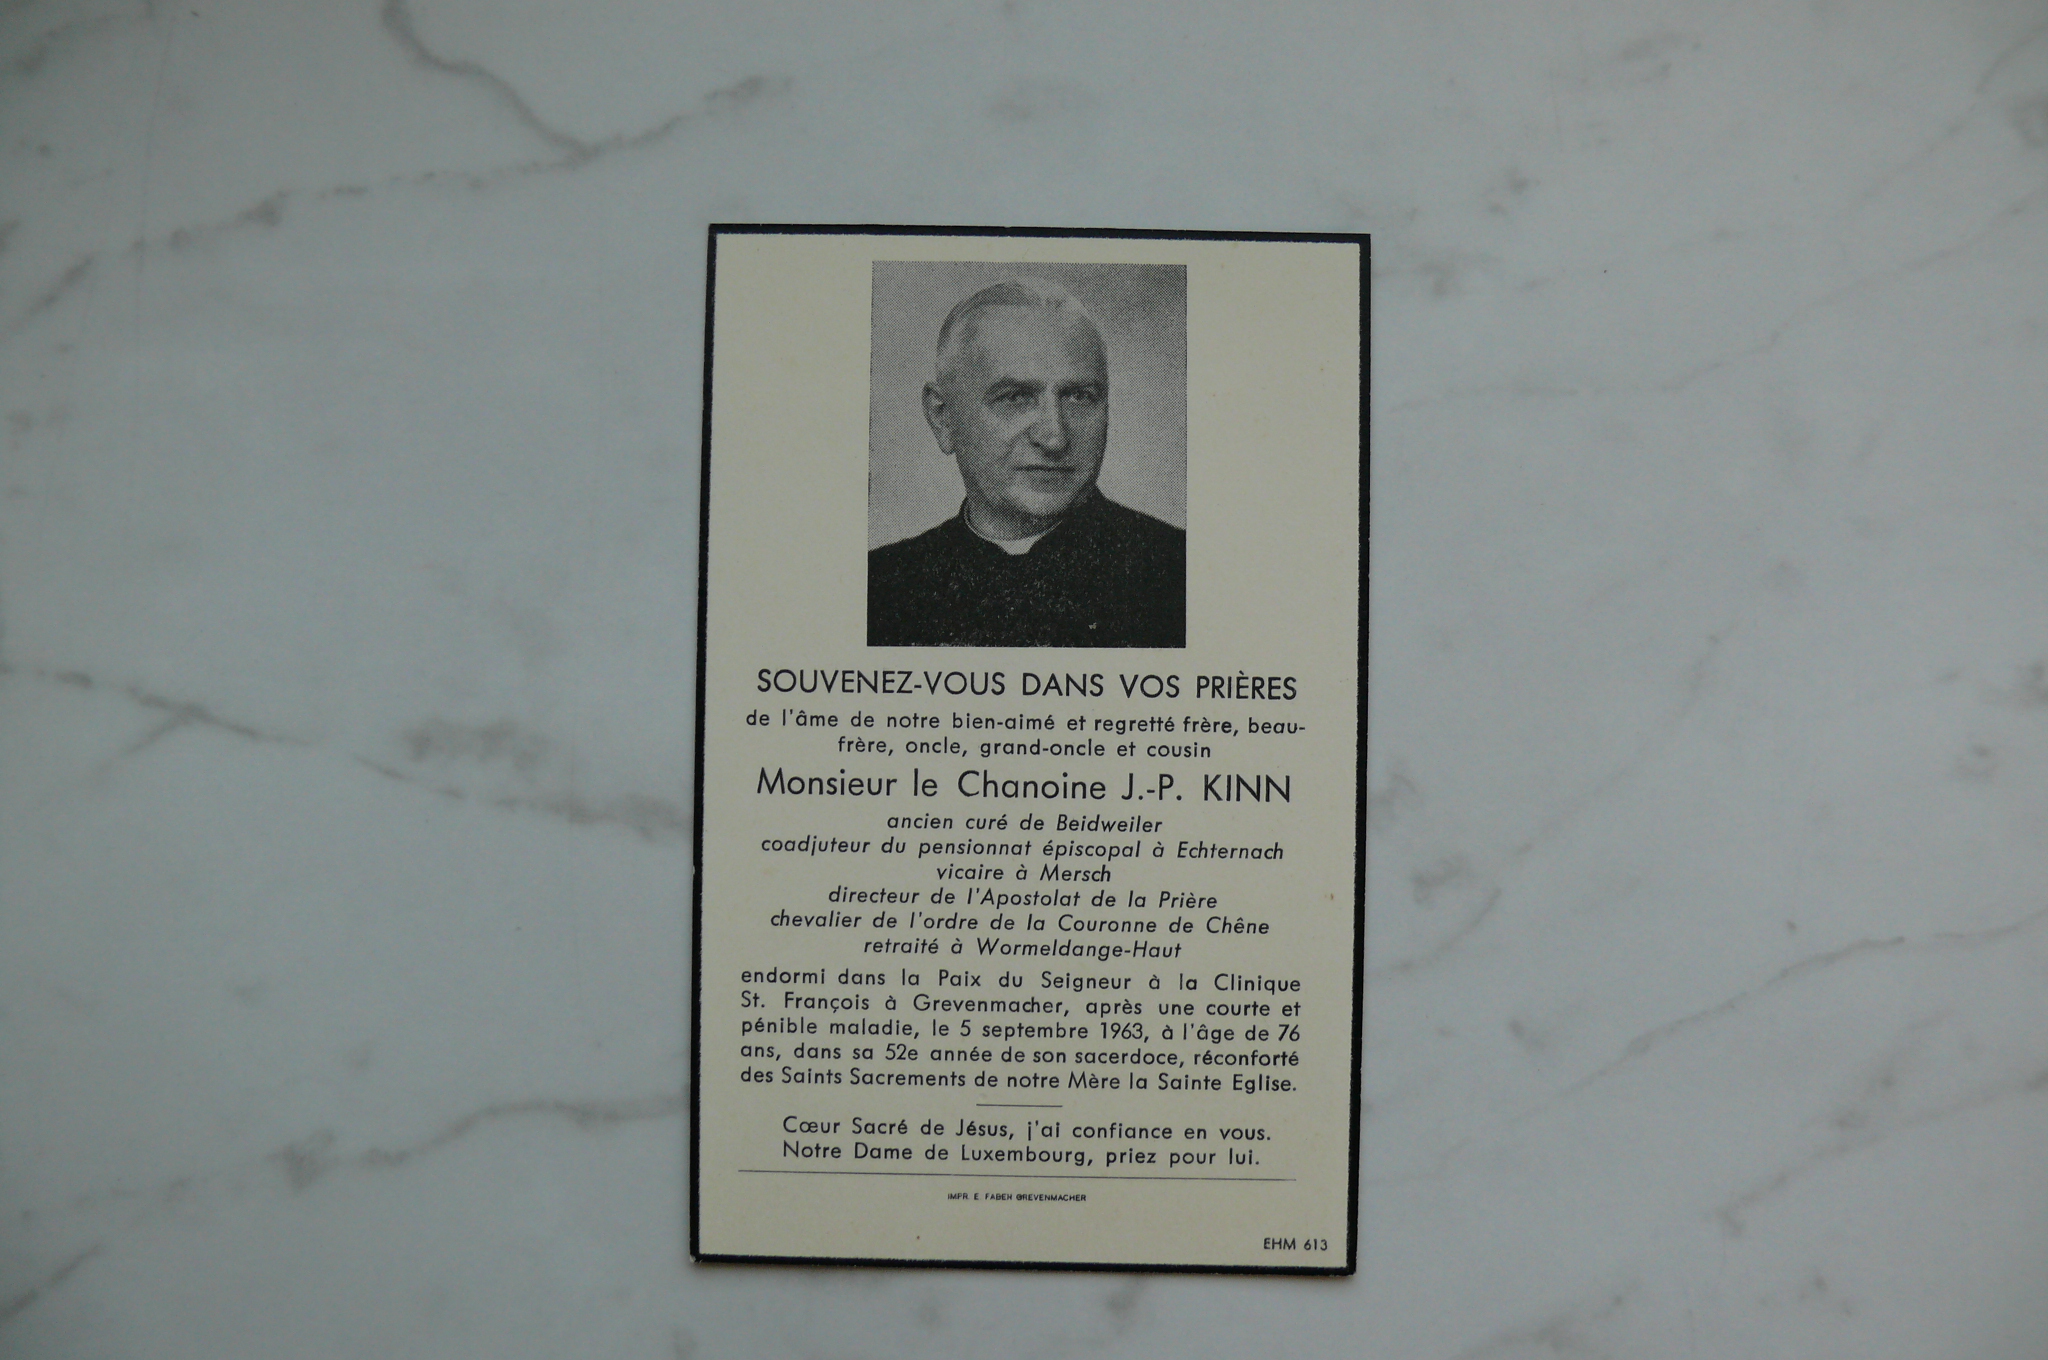 SOUVENEZ-VOUS DANS VOS PRIÈRES
de l'âme de notre bien-aimé et regretté frère, beau-
frère, oncle, grand-oncle et cousin
Monsieur le Chanoine J.-P. KINN
ancien curé de Beidweiler
coadjuteur du pensionnat épiscopal à Echternach
vicaire à Mersch
directeur de l'Apostolat de la Prière
chevalier de l'ordre de la Couronne de Chêne
retraité à Wormeldange-Haut
endormi dans la Paix du Seigneur à la Clinique
St. François à Grevenmacher, après une courte et
pénible maladie, le 5 septembre 1963, à l'âge de 76
ans, dans sa 52e année de son sacerdoce, réconforté
des Saints Sacrements de notre Mère la Sainte Eglise.
Cœur Sacré de Jésus, j'ai confiance en vous.
Notre Dame de Luxembourg, priez pour lui.
IMPR. E. FABER GREVENMACHER
EHM 613